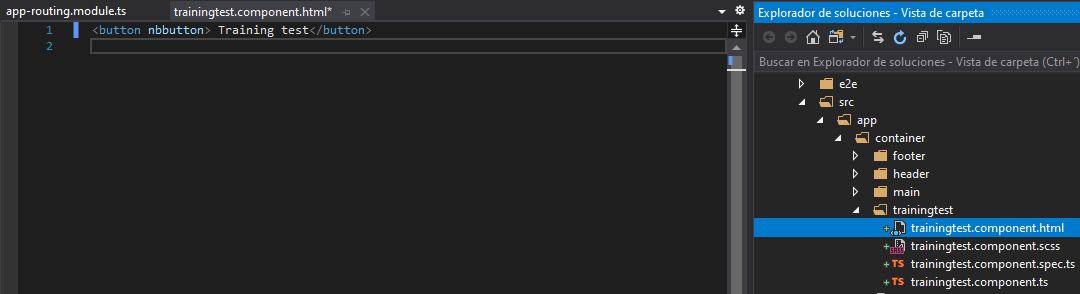 app-routing.module.ts
trainingtest.component.html*
1 <button nbbutton> Training test</button>
2
Explorador de soluciones - Vista de carpeta
Buscar en Explorador de soluciones - Vista de carpeta (Ctrl+´)
e2e
src
app
container
footer
header
main
trainingtest
trainingtest.component.html
trainingtest.component.scss
TS trainingtest.component.spec.ts
TS trainingtest.component.ts